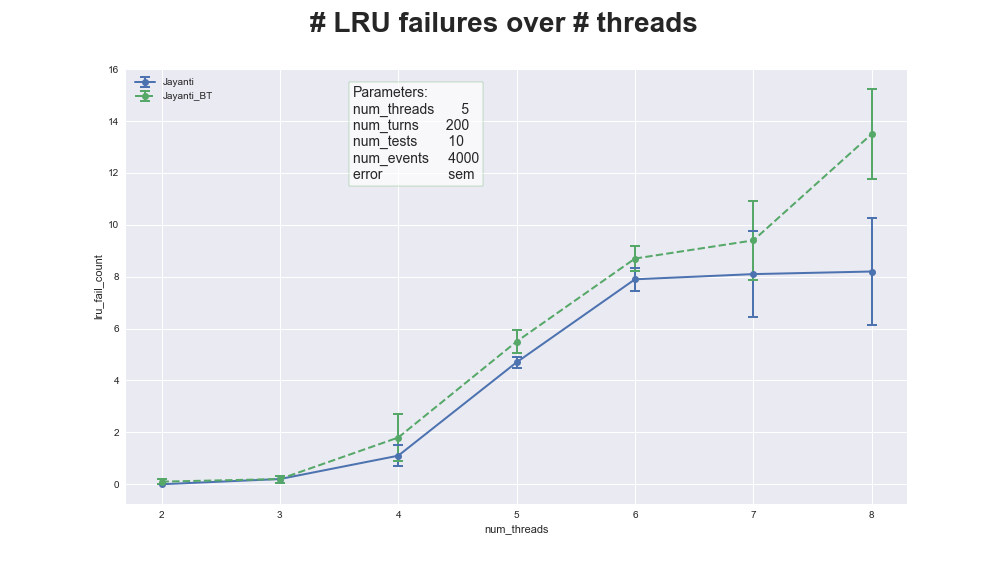 # LRU failures over # threads
Jayanti
Jayanti_BT
Parameters:
num_threads 5
num_turns 200
num_tests 10
num_events 4000
error sem
16
14
12
10
8
6
4
2
0
lru_fail_count
2 3 4 5 6 7 8
num_threads